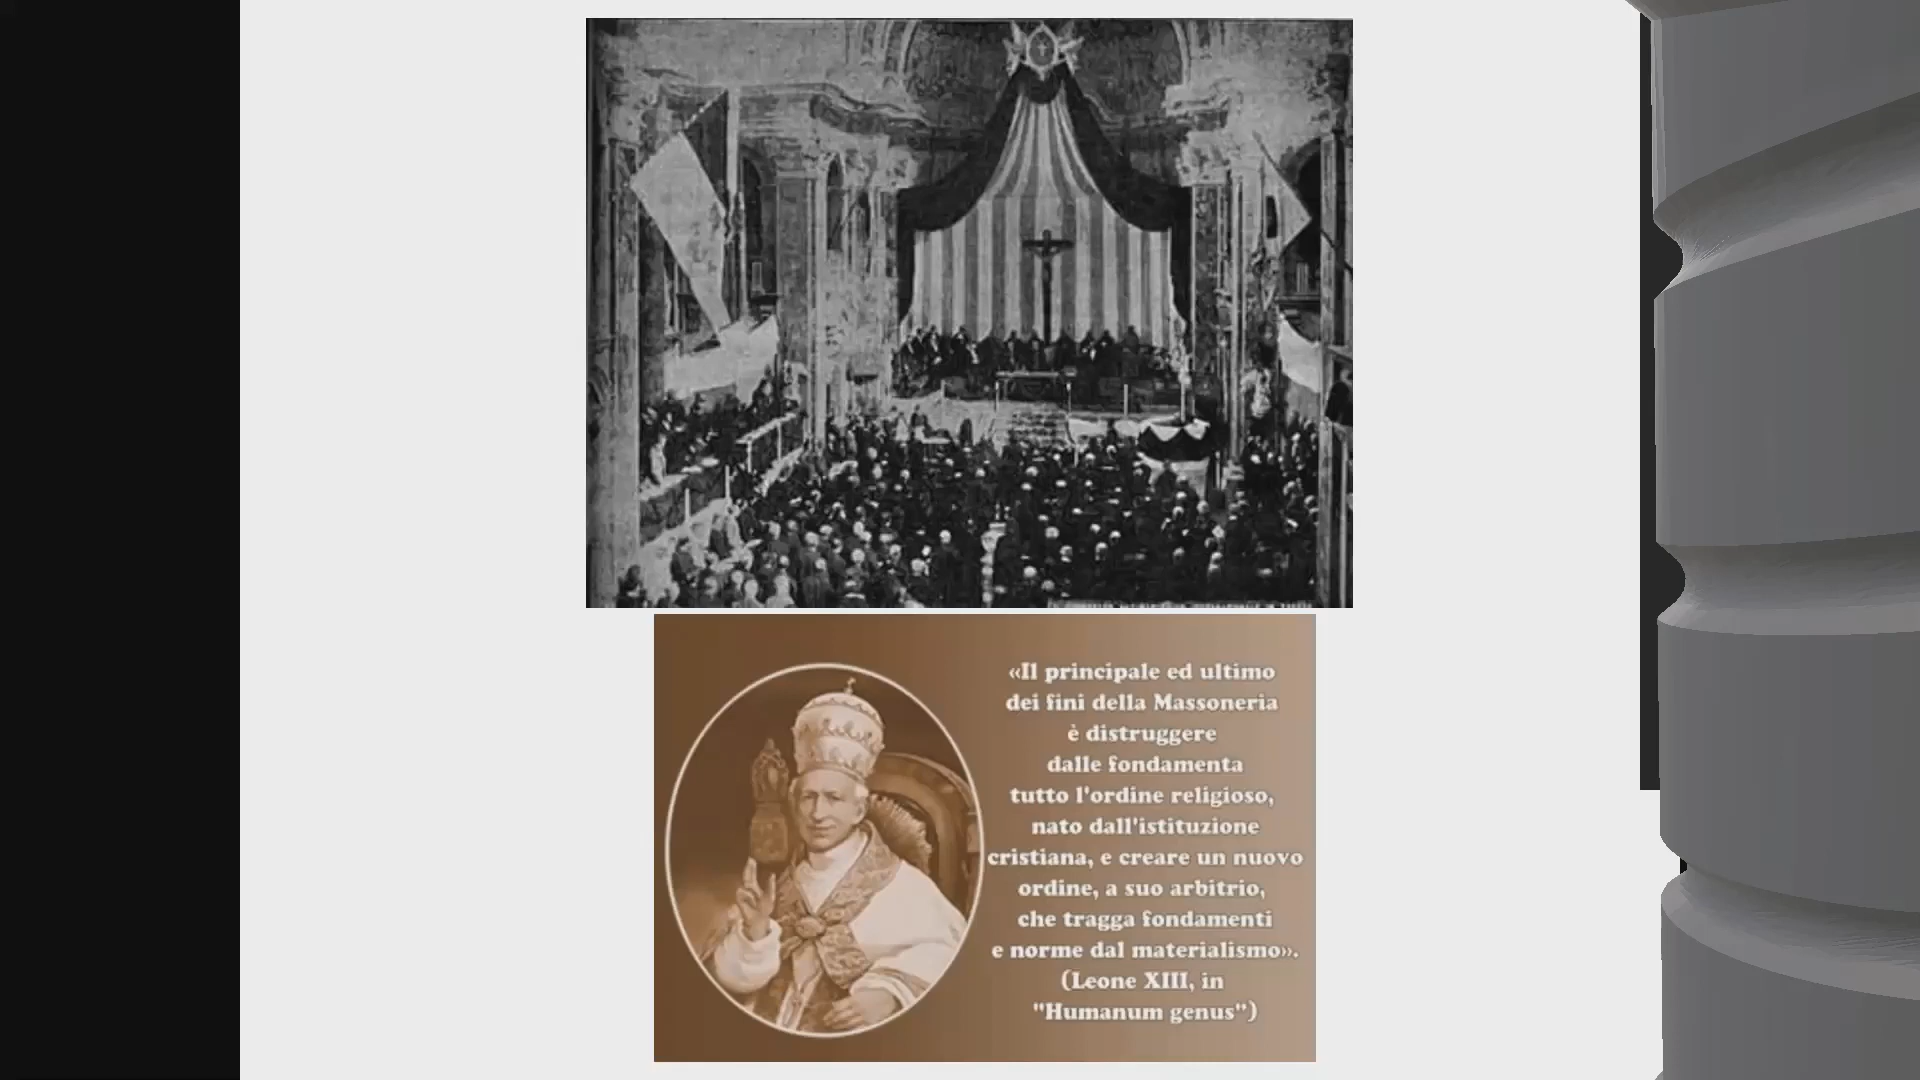 «Il principale ed ultimo
dei fini della Massoneria
è distruggere
dalle fondamenta
tutto l'ordine religioso,
nato dall'istituzione
cristiana, e creare un nuovo
ordine, a suo arbitrio,
che tragga fondamenti
e norme dal materialismo».
(Leone XIII, in
"Humanum genus")